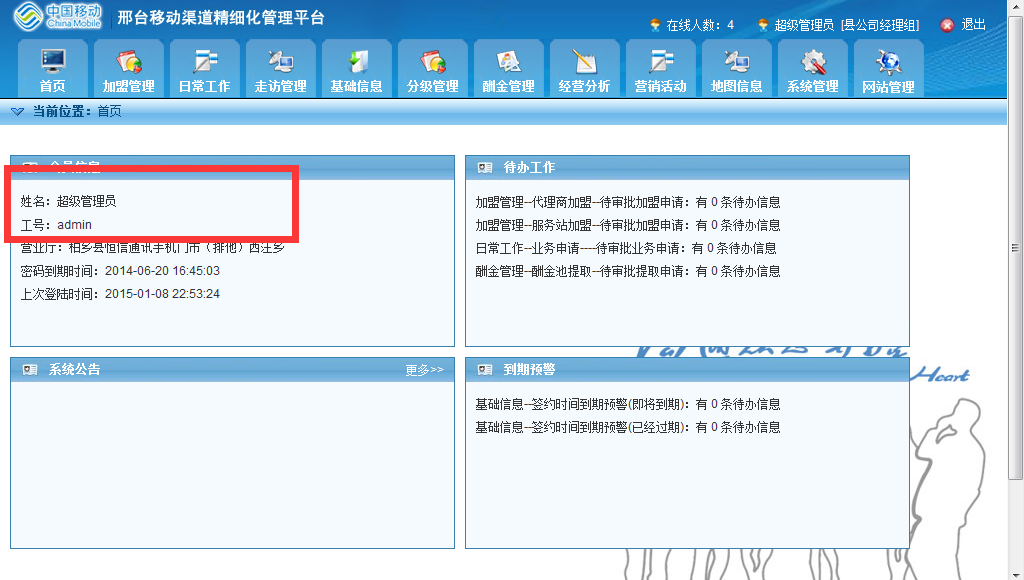 中国移动
China Mobile
邢台移动渠道精细化管理平台
在线人数：4
超级管理员 [县公司经理组]
退出
首页
加盟管理
日常工作
走访管理
基础信息
分级管理
酬金管理
经营分析
营销活动
地图信息
系统管理
网站管理
当前位置：首页
姓名：超级管理员
工号：admin
营业厅：柏乡县恒信通讯手机门市（排他）西汪乡
密码到期时间：2014-06-20 16:45:03
上次登陆时间：2015-01-08 22:53:24
待办工作
加盟管理--代理商加盟--待审批加盟申请：有 0 条待办信息
加盟管理--服务站加盟--待审批加盟申请：有 0 条待办信息
日常工作--业务申请----待审批业务申请：有 0 条待办信息
酬金管理--酬金池提取--待审批提取申请：有 0 条待办信息
系统公告
更多>>
到期预警
基础信息--签约时间到期预警(即将到期)：有 0 条待办信息
基础信息--签约时间到期预警(已经过期)：有 0 条待办信息
Heart